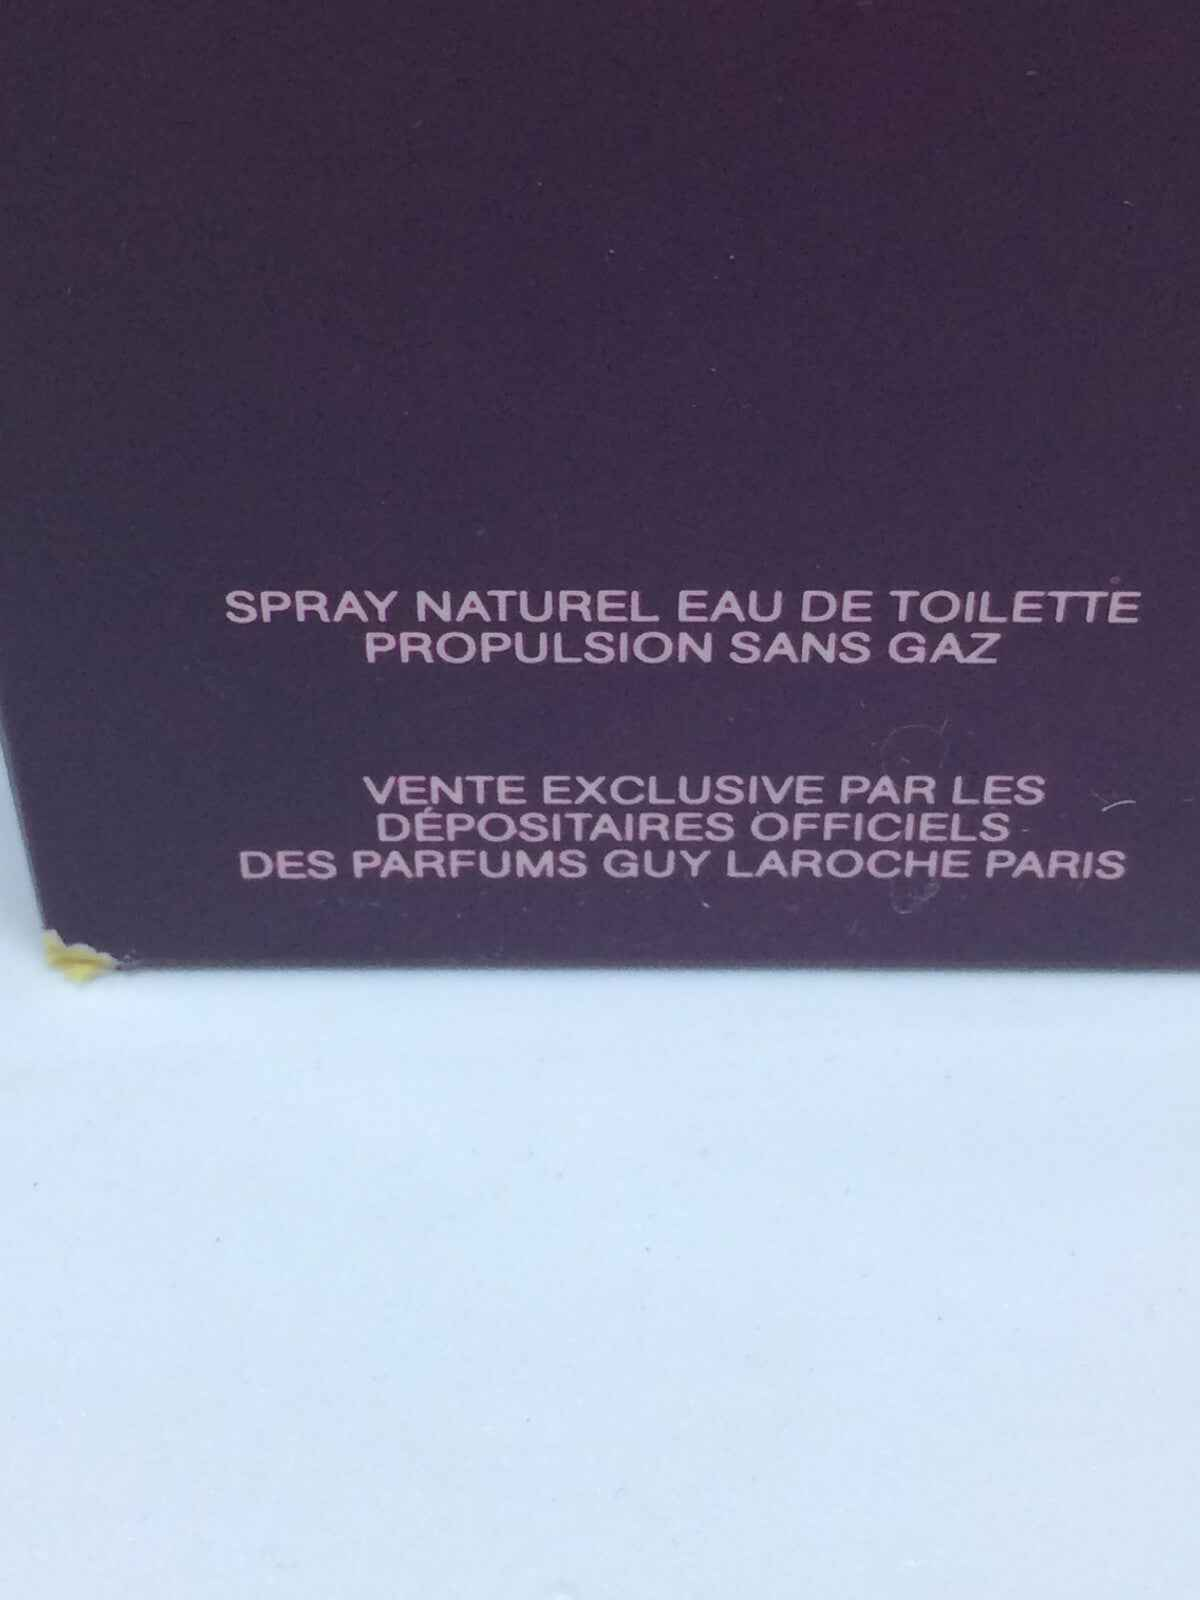 SPRAY NATUREL EAU DE TOILETTE
PROPULSION SANS GAZ
VENTE EXCLUSIVE PAR LES
DÉPOSITAIRES OFFICIELS
DES PARFUMS GUY LAROCHE PARIS